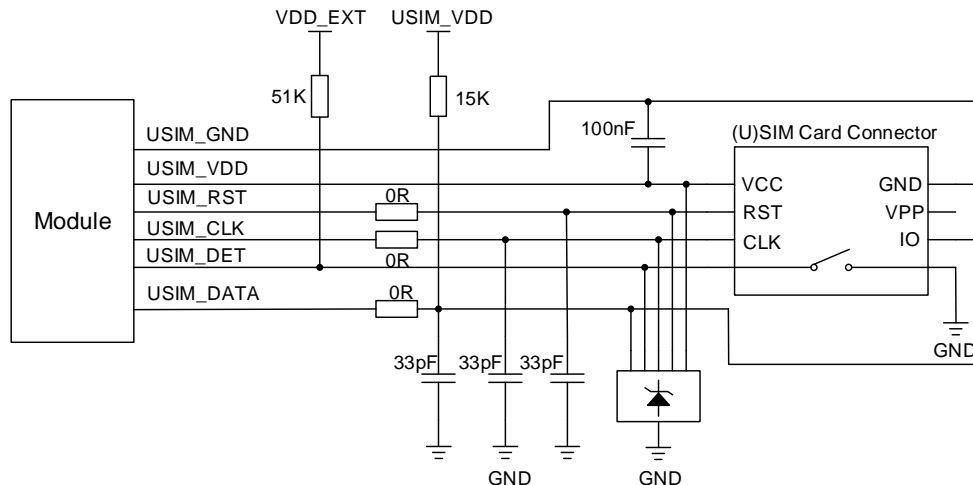 VDD_EXT USIM_VDD
51K 15K
100nF (U)SIM Card Connector
USIM_GND
USIM_VDD VCC GND
USIM_RST 0R RST VPP
Module
USIM_CLK CLK IO
USIM_DET 0R
USIM_DATA 0R
GND
33pF 33pF 33pF
GND GND